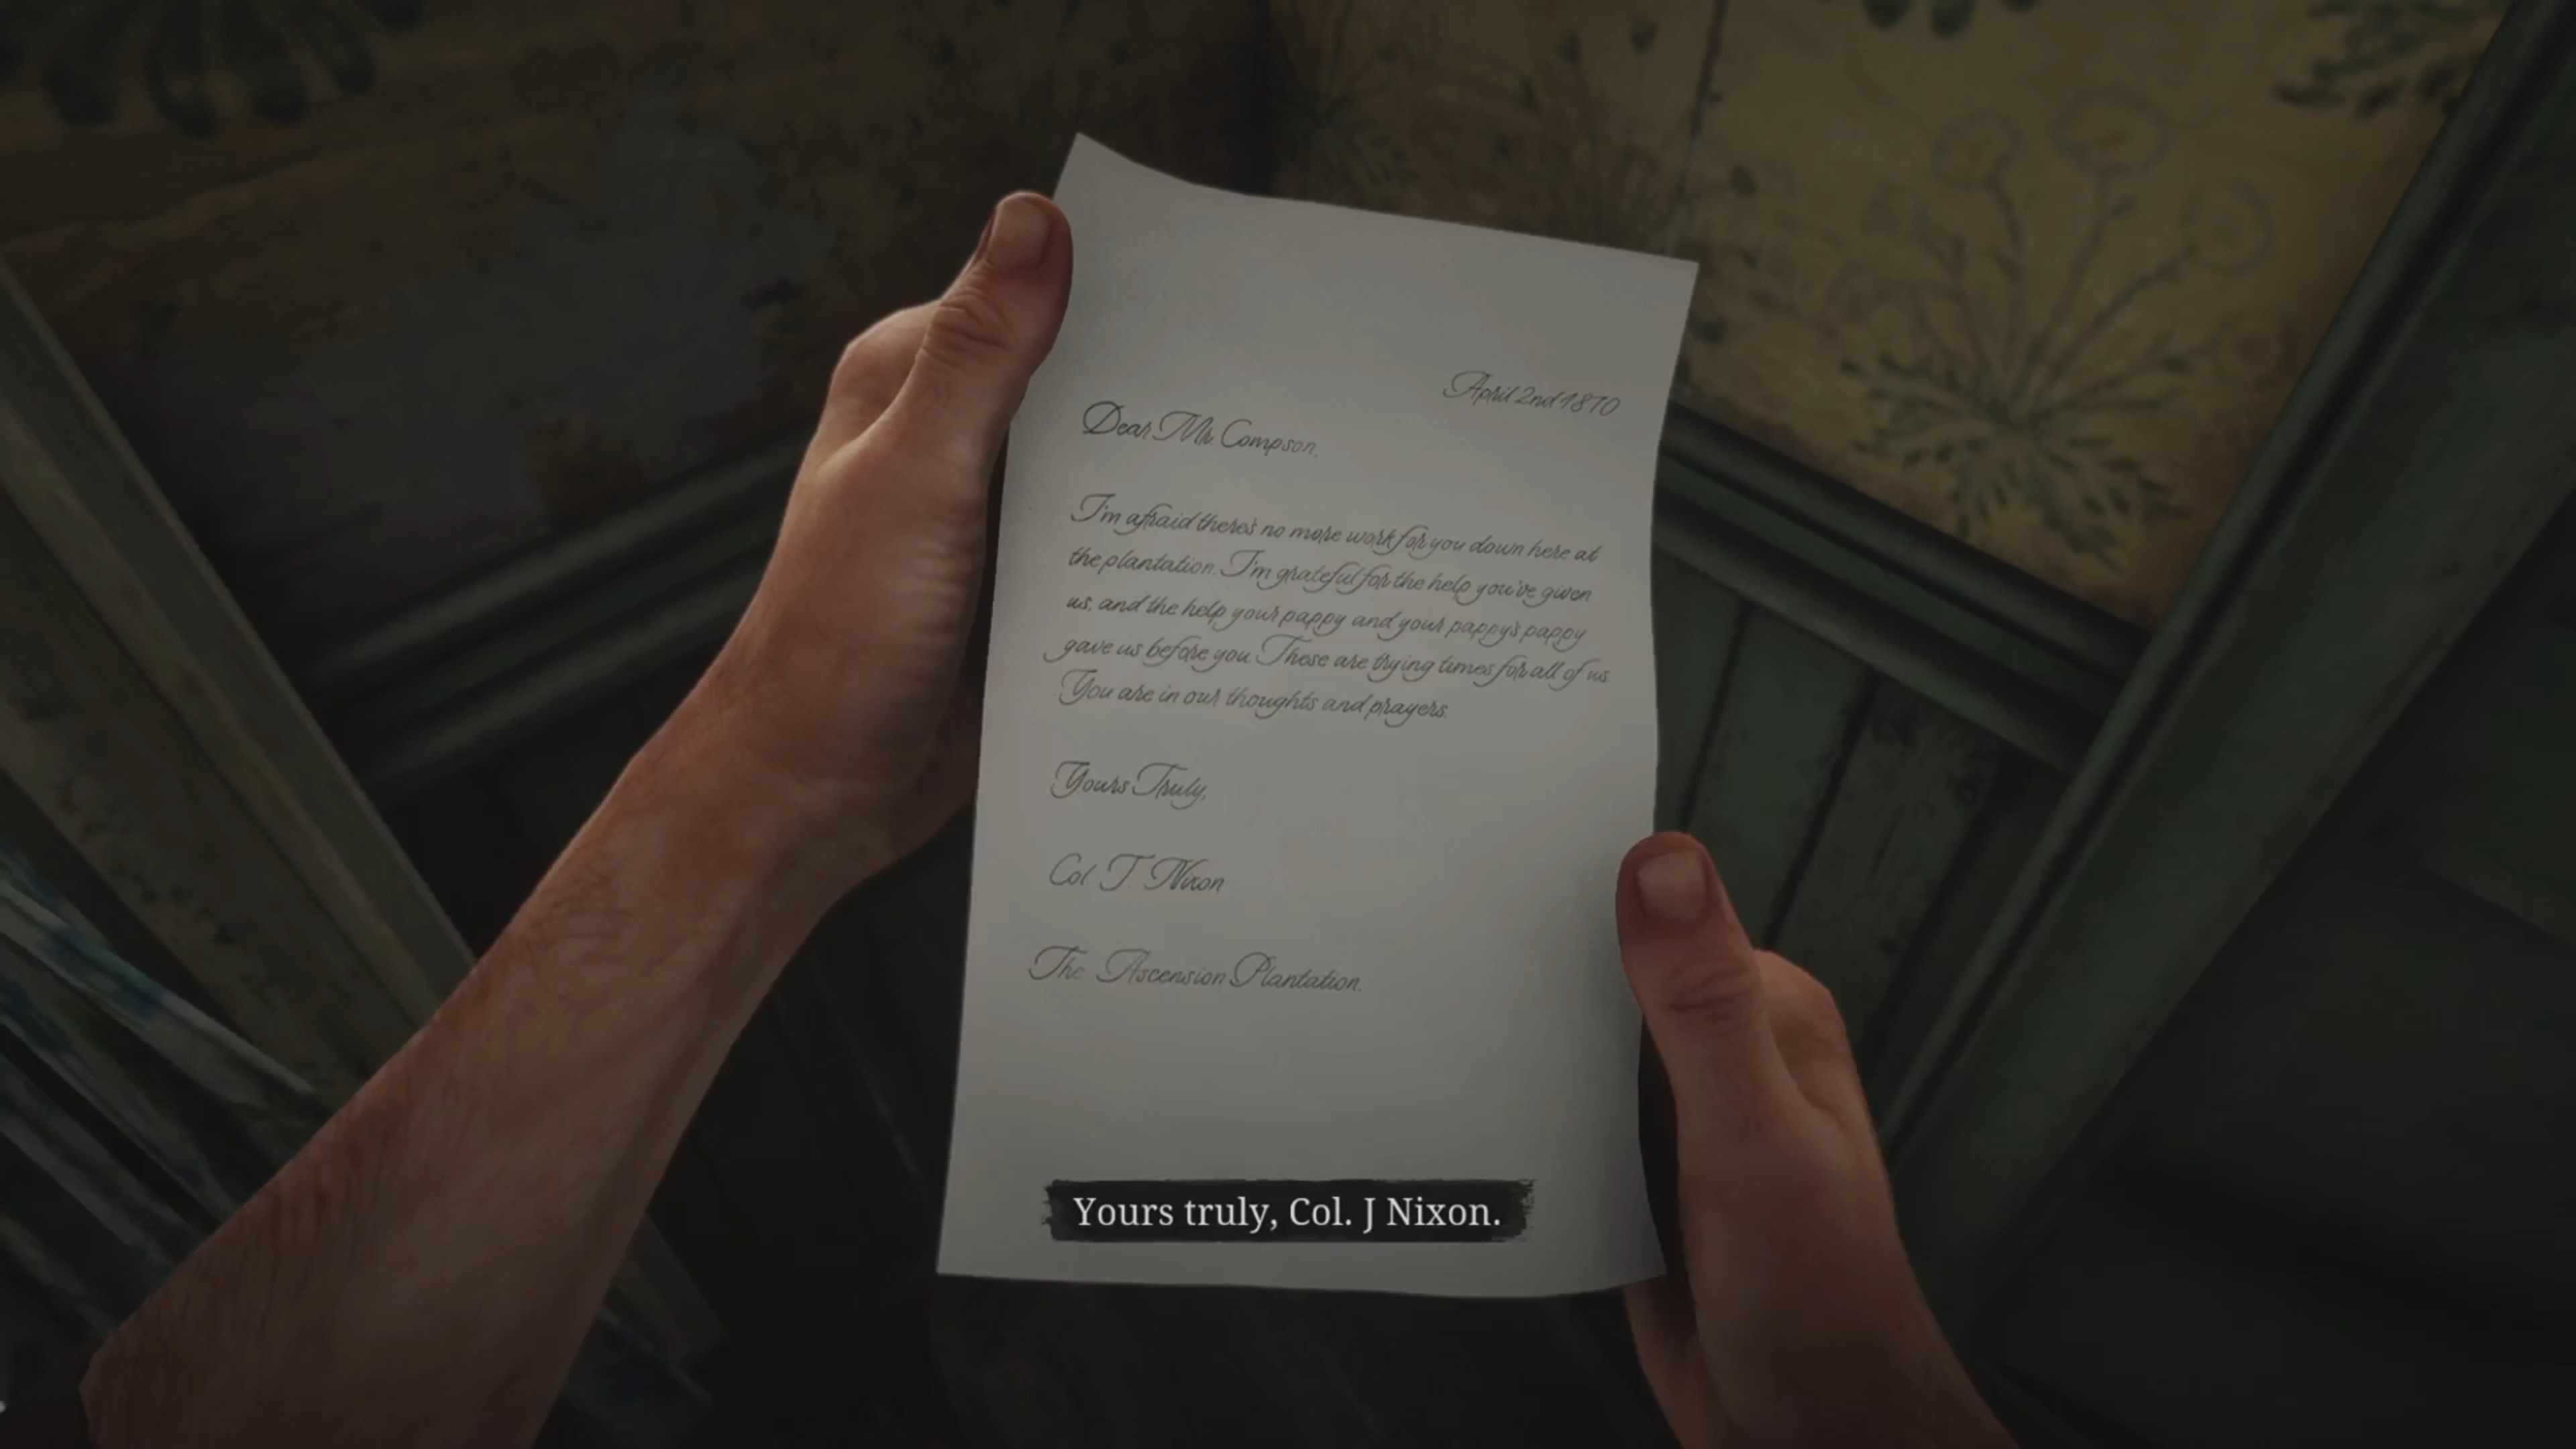 April 2nd 1870
Dear Mr Compson,
I'm afraid there's no more work for you down here at
the plantation. I'm grateful for the help you've given
us, and the help your pappy and your pappy's pappy
gave us before you. These are trying times for all of us.
You are in our thoughts and prayers.
Yours Truly,
Col. J Nixon
The Ascension Plantation.
Yours truly, Col. J Nixon.